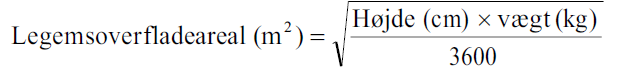 Legemsoverfladeareal (m²) = √ Højde (cm) × vægt (kg)
3600